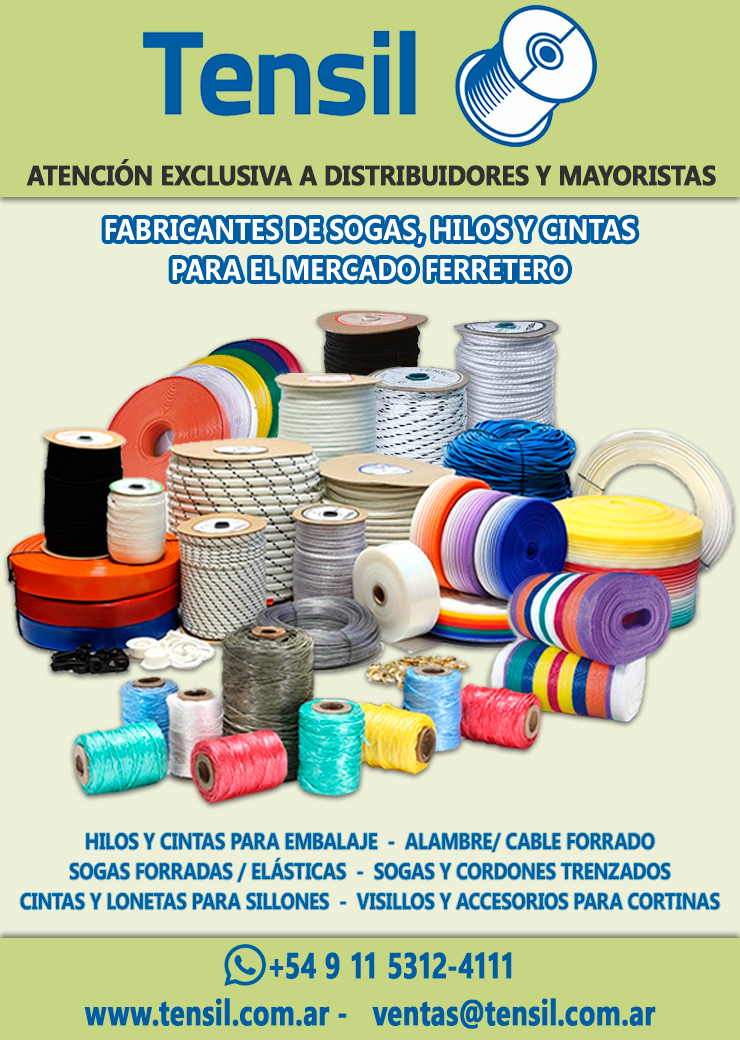 Tensil
ATENCIÓN EXCLUSIVA A DISTRIBUIDORES Y MAYORISTAS
FABRICANTES DE SOGAS, HILOS Y CINTAS
PARA EL MERCADO FERRETERO
HILOS Y CINTAS PARA EMBALAJE - ALAMBRE/ CABLE FORRADO
SOGAS FORRADAS / ELÁSTICAS - SOGAS Y CORDONES TRENZADOS
CINTAS Y LONETAS PARA SILLONES - VISILLOS Y ACCESORIOS PARA CORTINAS
+54 9 11 5312-4111
www.tensil.com.ar - ventas@tensil.com.ar